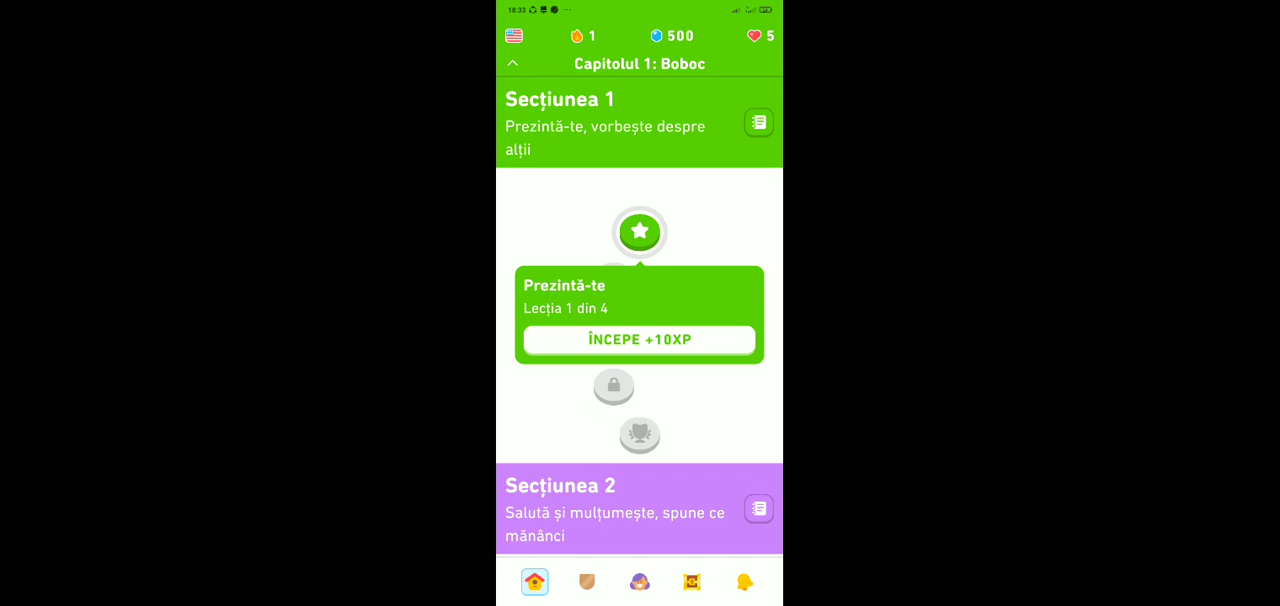 18:33 ...
1
500
5
Capitolul 1: Boboc
Secțiunea 1
Prezintă-te, vorbește despre
alții
Prezintă-te
Lecția 1 din 4
ÎNCEPE +10XP
Secțiunea 2
Salută și mulțumește, spune ce
mănânci